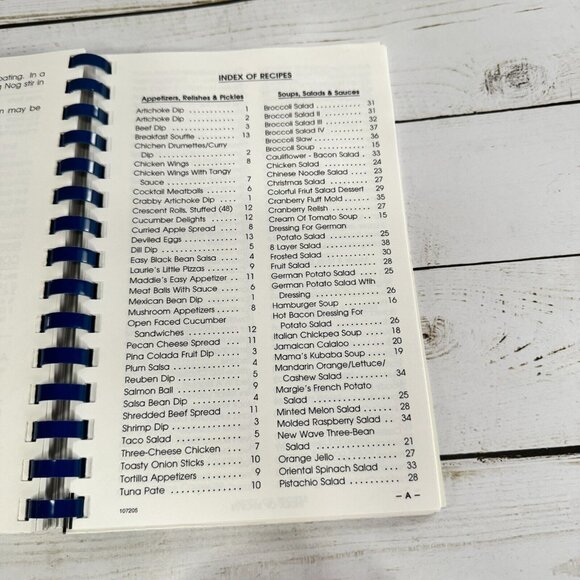 oating. In a
g Nog stir in
n may be
INDEX OF RECIPES
Appetizers, Relishes & Pickles
Artichoke Dip . . . . . . . . . . . . 1
Artichoke Dip . . . . . . . . . . . . 2
Beef Dip . . . . . . . . . . . . 3
Breakfast Souffle . . . . . . . . . . 13
Chichen Drumettes/Curry
Dip . . . . . . . . . . . . 2
Chicken Wings . . . . . . . . . . 8
Chicken Wings With Tangy
Sauce . . . . . . . . . . 7
Cocktail Meatballs . . . . . . . . 6
Crabby Artichoke Dip . . . . . . 1
Crescent Rolls, Stuffed (48) . . 12
Cucumber Delights . . . . . . . 12
Curried Apple Spread . . . . . . 8
Deviled Eggs . . . . . . . . . . 13
Dill Dip . . . . . . . . . . . . 5
Easy Black Bean Salsa . . . . . 4
Laurie's Little Pizzas . . . . . . . 9
Maddie's Easy Appetizer . . . 11
Meat Balls With Sauce . . . . . 6
Mexican Bean Dip . . . . . . . 1
Mushroom Appetizers . . . . . 8
Open Faced Cucumber
Sandwiches . . . . . . . . . . 12
Pecan Cheese Spread . . . . 11
Pina Colada Fruit Dip . . . . . . 3
Plum Salsa . . . . . . . . . . 4
Reuben Dip . . . . . . . . . . 5
Salmon Ball . . . . . . . . . . 9
Salsa Bean Dip . . . . . . . . . . 4
Shredded Beef Spread . . . 11
Shrimp Dip . . . . . . . . . . 3
Taco Salad . . . . . . . . . . 5
Three-Cheese Chicken . . . . 7
Toasty Onion Sticks . . . . . . . 10
Tortilla Appetizers . . . . . . . . 9
Tuna Pate . . . . . . . . . . 10
107205
Soups, Salads & Sauces
Broccoli Salad . . . . . . . . . . 31
Broccoli Salad II . . . . . . . . . . 31
Broccoli Salad III . . . . . . . . . . 32
Broccoli Salad IV . . . . . . . . . . 37
Broccoli Slaw . . . . . . . . . . 36
Broccoli Soup . . . . . . . . . . 15
Cauliflower - Bacon Salad . 33
Chicken Salad . . . . . . . . . . 24
Chinese Noodle Salad . . . . 23
Christmas Salad . . . . . . . . 27
Colorful Friut Salad Dessert 29
Cranberry Fluff Mold . . . . . 35
Cranberry Relish . . . . . . . . 27
Cream Of Tomato Soup . . . 15
Dressing For German
Potato Salad . . . . . . . . . . 25
8 Layer Salad . . . . . . . . . . 38
Frosted Salad . . . . . . . . . . 30
Fruit Salad . . . . . . . . . . 28
German Potato Salad . . . . 25
German Potato Salad With
Dressing . . . . . . . . . . 26
Hamburger Soup . . . . . . . . 16
Hot Bacon Dressing For
Potato Salad . . . . . . . . . . 26
Italian Chickpea Soup . . . . 18
Jamaican Calaloo . . . . . . . 20
Mama's Kubaba Soup . . . . 19
Mandarin Orange/Lettuce/
Cashew Salad . . . . . . . . 34
Margie's French Potato
Salad . . . . . . . . . . 25
Minted Melon Salad . . . . . . 28
Molded Raspberry Salad . . 34
New Wave Three-Bean
Salad . . . . . . . . . . 21
Orange Jello . . . . . . . . . . 27
Oriental Spinach Salad . . . . 33
Pistachio Salad . . . . . . . . . . 28
– A –